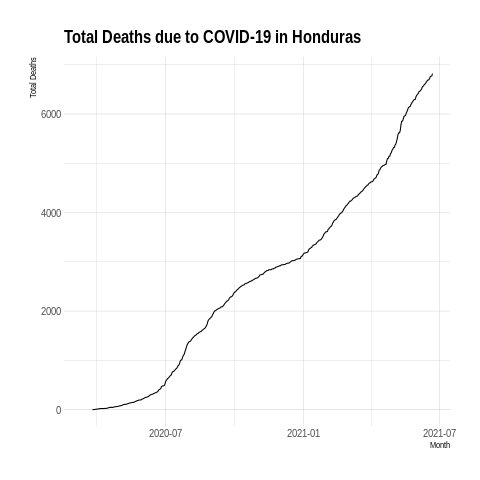 Total Deaths due to COVID-19 in Honduras
Total Deaths
6000
4000
2000
0
2020-07 2021-01 2021-07
Month